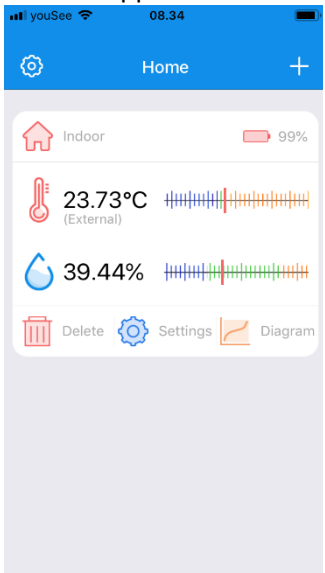 youSee 08.34
Home
Indoor 99%
23.73°C
(External)
39.44%
Delete Settings Diagram